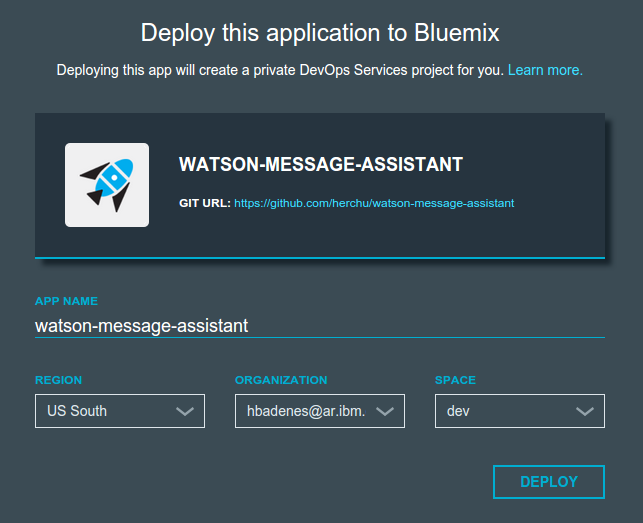 Deploy this application to Bluemix
Deploying this app will create a private DevOps Services project for you. Learn more.
WATSON-MESSAGE-ASSISTANT
GIT URL: https://github.com/herchu/watson-message-assistant
APP NAME
watson-message-assistant
REGION ORGANIZATION SPACE
US South hbadenes@ar.ibm. dev
DEPLOY